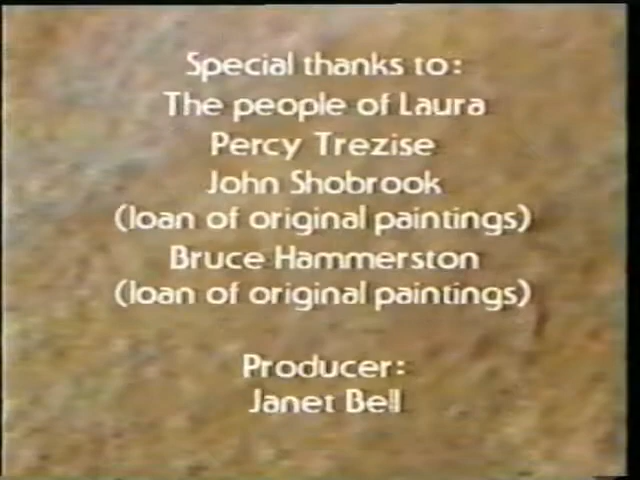 Special thanks to:
The people of Laura
Percy Trezise
John Shobrook
(loan of original paintings)
Bruce Hammerston
(loan of original paintings)
Producer:
Janet Bell